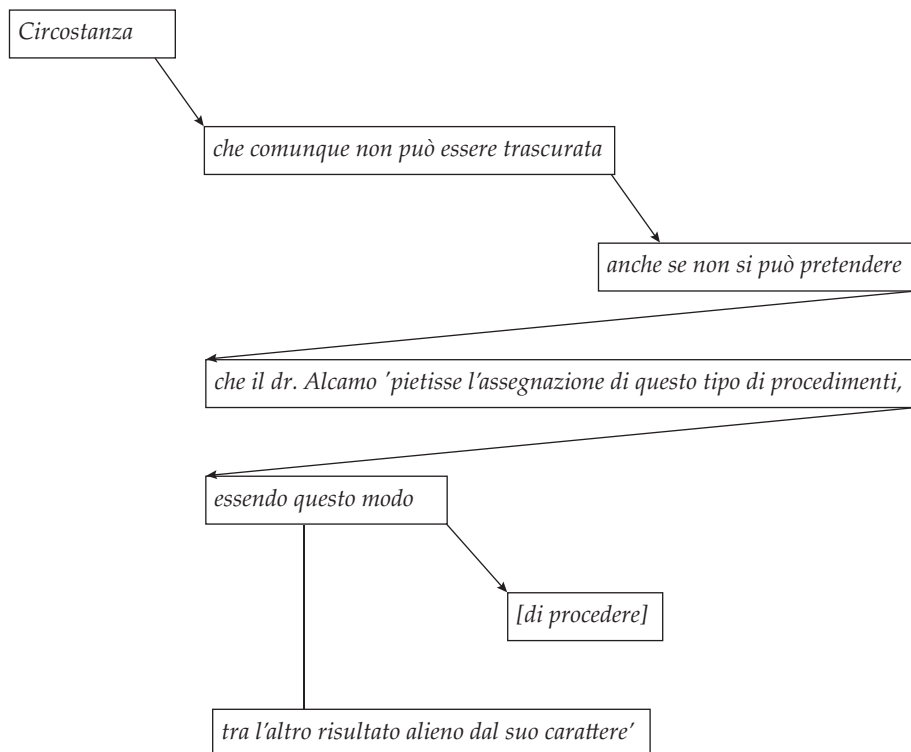 Circostanza
che comunque non può essere trascurata
anche se non si può pretendere
che il dr. Alcamo 'pietisse l'assegnazione di questo tipo di procedimenti,
essendo questo modo
[di procedere]
tra l'altro risultato alieno dal suo carattere'